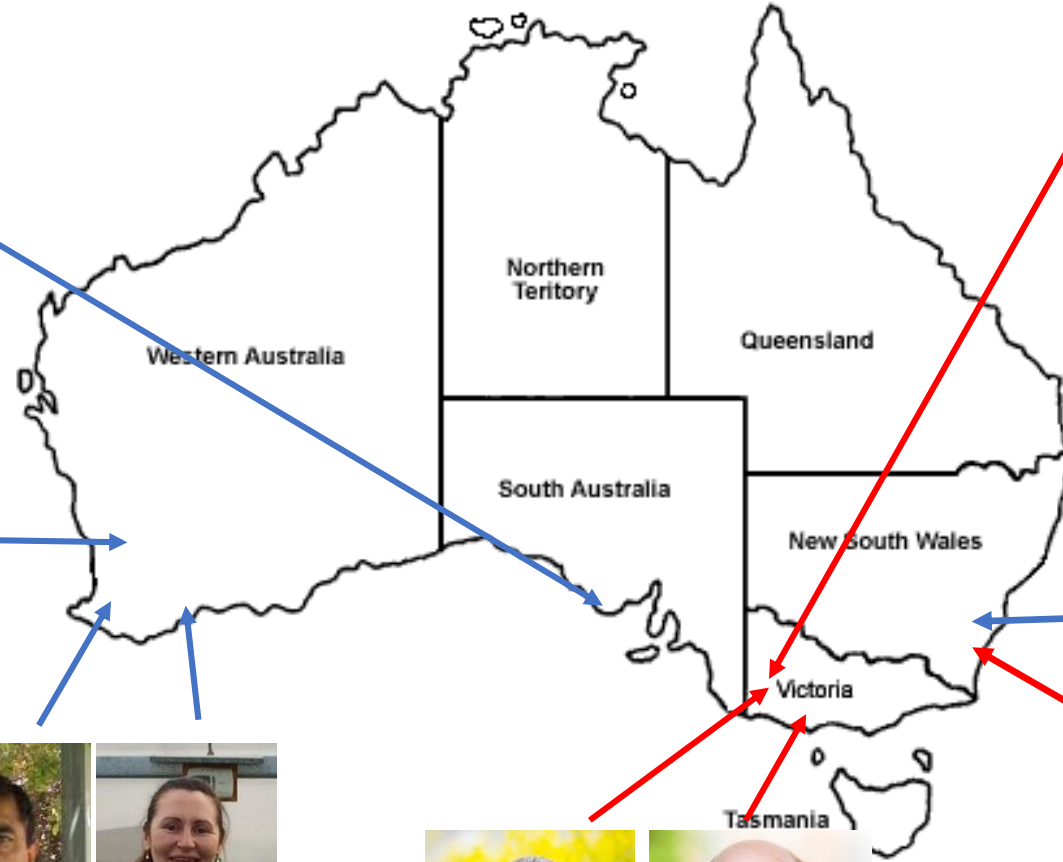 Northern
Teritory
Queensland
Western Australia
South Australia
New South Wales
Victoria
Tasmania